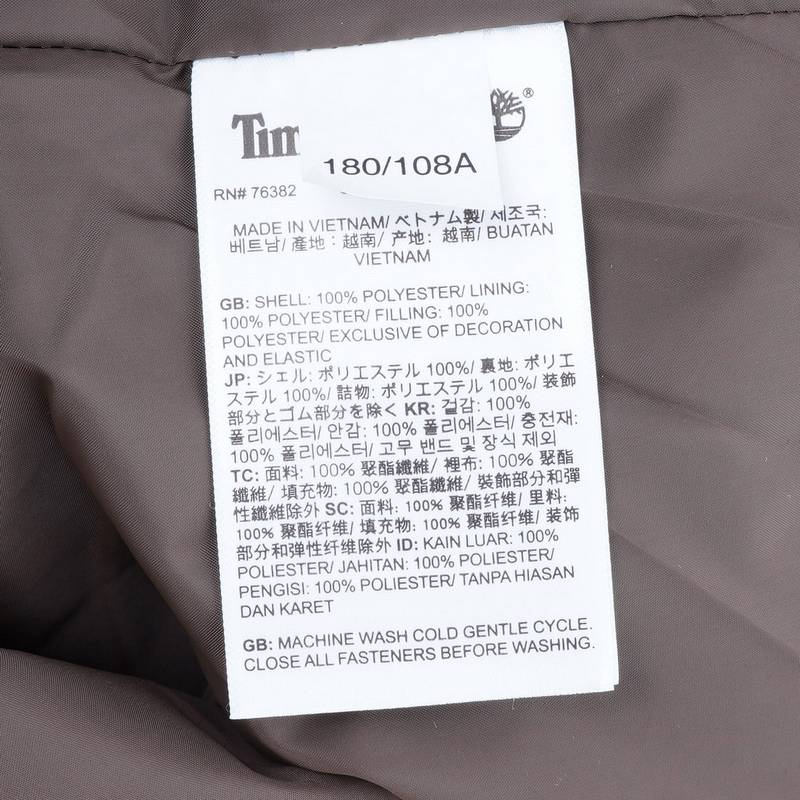 Tim
®
180/108A
RN# 76382
MADE IN VIETNAM/ ベトナム製/ 제조국:
베트남/ 產地: 越南/ 产地: 越南/ BUATAN
VIETNAM
GB: SHELL: 100% POLYESTER/ LINING:
100% POLYESTER/ FILLING: 100%
POLYESTER/ EXCLUSIVE OF DECORATION
AND ELASTIC
JP: シェル: ポリエステル 100%/ 裏地: ポリエ
ステル 100%/ 詰物: ポリエステル 100%/ 装飾
部分とゴム部分を除く KR: 겉감: 100%
폴리에스터/ 안감: 100% 폴리에스터/ 충전재:
100% 폴리에스터/ 고무 밴드 및 장식 제외
TC: 面料: 100% 聚酯纖維/ 裡布: 100% 聚酯
纖維/ 填充物: 100% 聚酯纖維/ 裝飾部分和彈
性纖維除外 SC: 面料: 100% 聚酯纤维/ 里料:
100% 聚酯纤维/ 填充物: 100% 聚酯纤维/ 装饰
部分和弹性纤维除外 ID: KAIN LUAR: 100%
POLIESTER/ JAHITAN: 100% POLIESTER/
PENGISI: 100% POLIESTER/ TANPA HIASAN
DAN KARET
GB: MACHINE WASH COLD GENTLE CYCLE.
CLOSE ALL FASTENERS BEFORE WASHING.